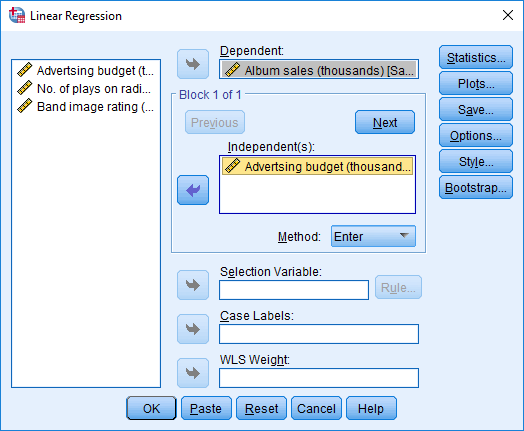 Linear Regression
Advertsing budget (t...
No. of plays on radi...
Band image rating (...
Dependent:
Album sales (thousands) [Sa...
Block 1 of 1
Previous
Next
Independent(s):
Advertsing budget (thousand...
Method:
Enter
Selection Variable:
Rule...
Case Labels:
WLS Weight:
Statistics...
Plots...
Save...
Options...
Style...
Bootstrap...
OK
Paste
Reset
Cancel
Help